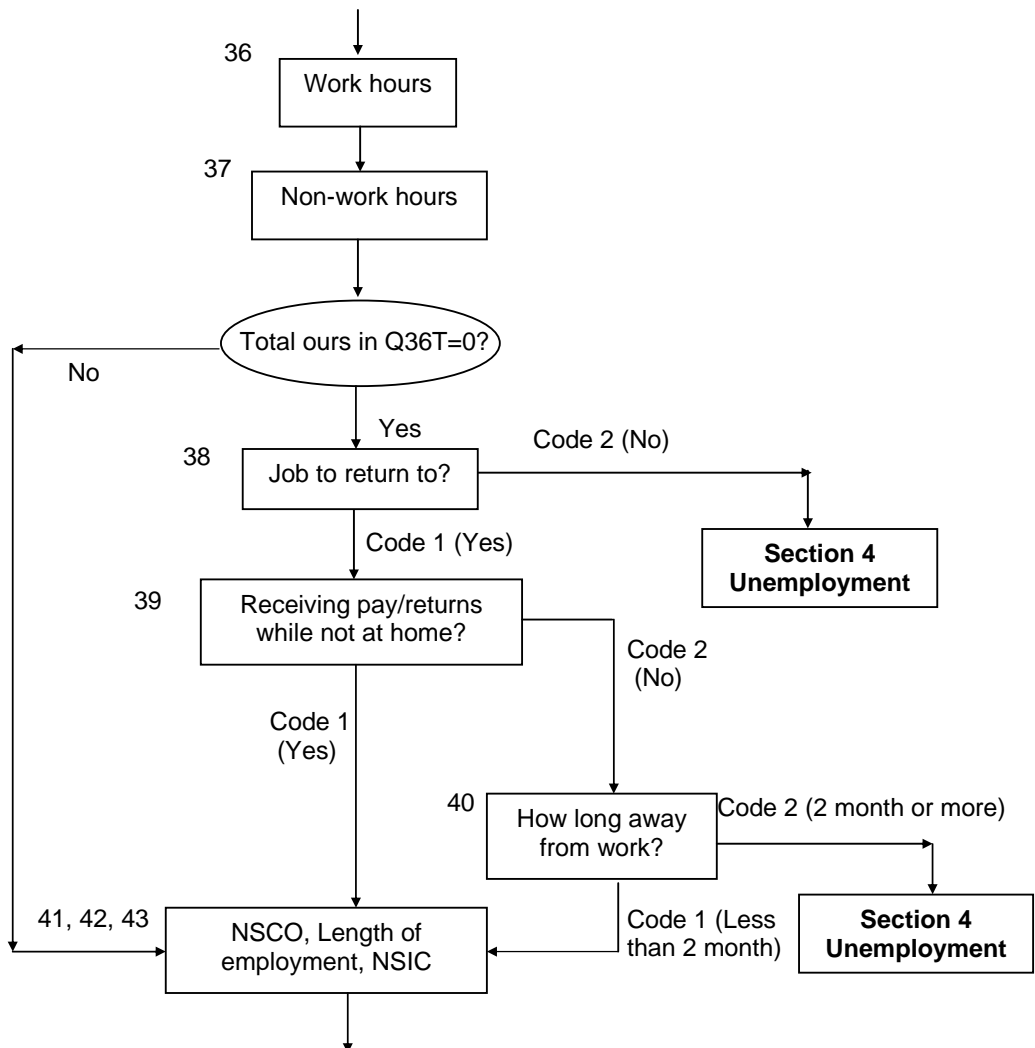 36
Work hours
37
Non-work hours
Total ours in Q36T=0?
No
Yes
Code 2 (No)
38
Job to return to?
Code 1 (Yes)
Section 4
Unemployment
39
Receiving pay/returns
while not at home?
Code 2
(No)
Code 1
(Yes)
40
How long away
from work?
Code 2 (2 month or more)
41, 42, 43
NSCO, Length of
employment, NSIC
Code 1 (Less
than 2 month)
Section 4
Unemployment